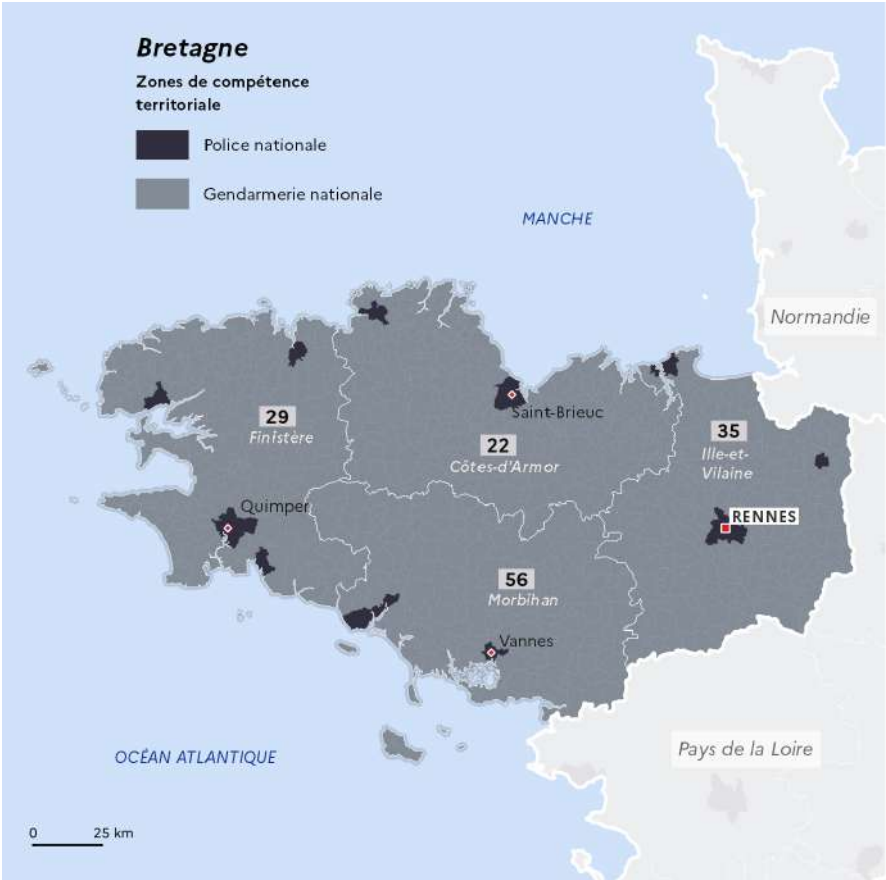 Bretagne
Zones de compétence
territoriale
Police nationale
Gendarmerie nationale
MANCHE
Normandie
29
Finistère
Saint-Brieuc
22
Côtes-d'Armor
35
Ille-et-
Vilaine
Quimper
RENNES
56
Morbihan
Vannes
Pays de la Loire
OCÉAN ATLANTIQUE
0 25 km